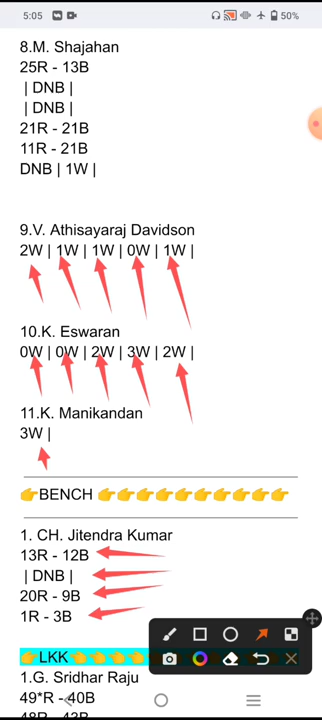 5:05
50%
8.M. Shajahan
25R - 13B
| DNB |
| DNB |
21R - 21B
11R - 21B
DNB | 1W |
9.V. Athisayaraj Davidson
2W | 1W | 1W | 0W | 1W |
10.K. Eswaran
0W | 0W | 2W | 3W | 2W |
11.K. Manikandan
3W |
👉BENCH 👉👉👉👉👉👉👉👉👉👉
1. CH. Jitendra Kumar
13R - 12B
| DNB |
20R - 9B
1R - 3B
👉LKK👉👉👉👉
1.G. Sridhar Raju
49*R - 40B
48R - 43B